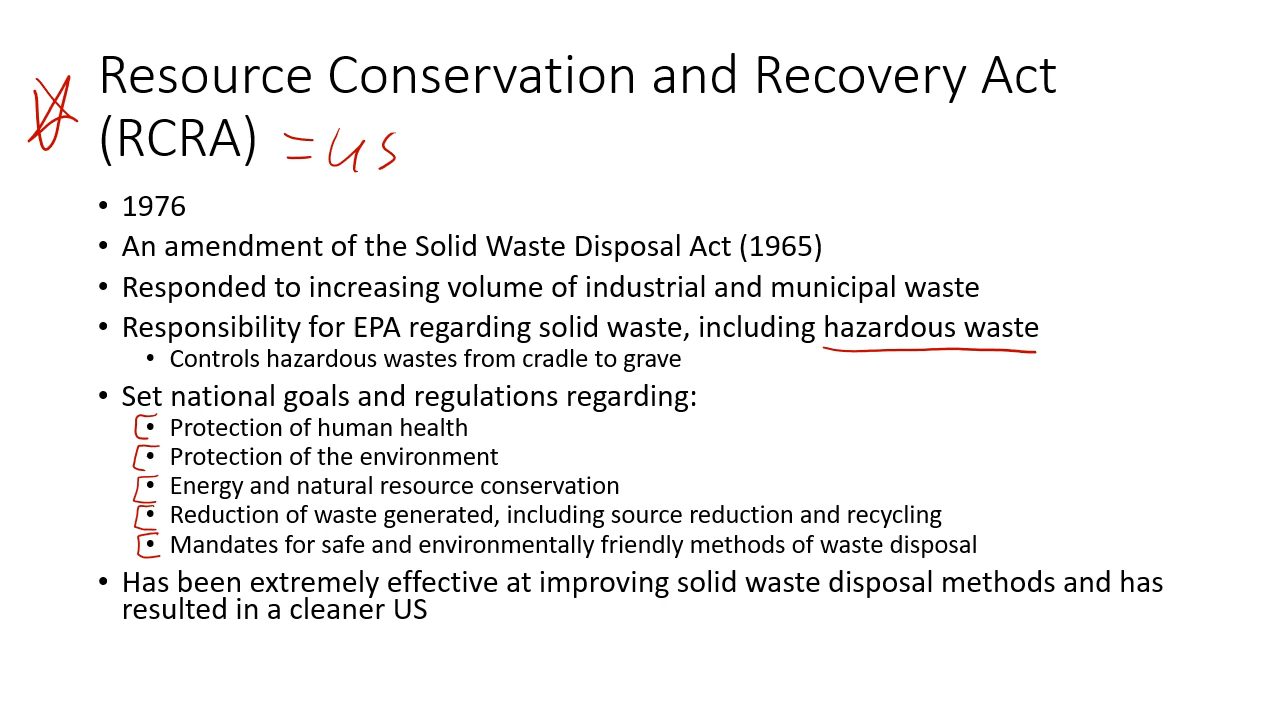 Resource Conservation and Recovery Act
(RCRA) = US
• 1976
• An amendment of the Solid Waste Disposal Act (1965)
• Responded to increasing volume of industrial and municipal waste
• Responsibility for EPA regarding solid waste, including hazardous waste
• Controls hazardous wastes from cradle to grave
• Set national goals and regulations regarding:
• Protection of human health
• Protection of the environment
• Energy and natural resource conservation
• Reduction of waste generated, including source reduction and recycling
• Mandates for safe and environmentally friendly methods of waste disposal
• Has been extremely effective at improving solid waste disposal methods and has
resulted in a cleaner US